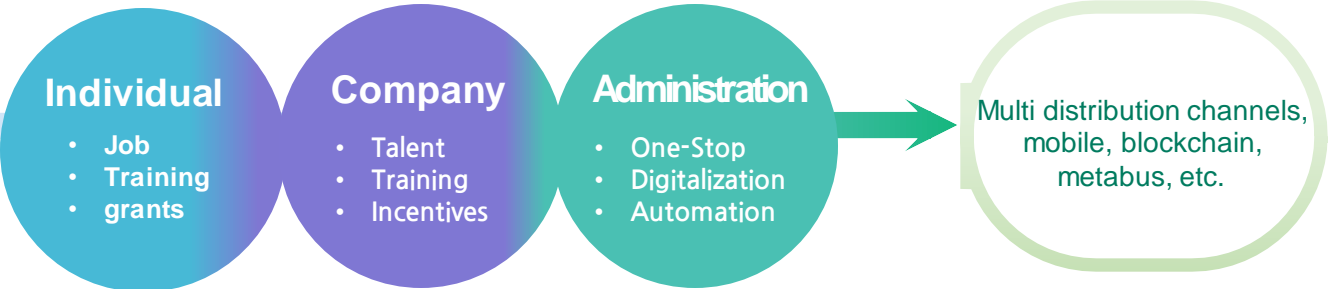 Individual
• Job
• Training
• grants
Company
• Talent
• Training
• Incentives
Administration
• One-Stop
• Digitalization
• Automation
Multi distribution channels,
mobile, blockchain,
metabus, etc.